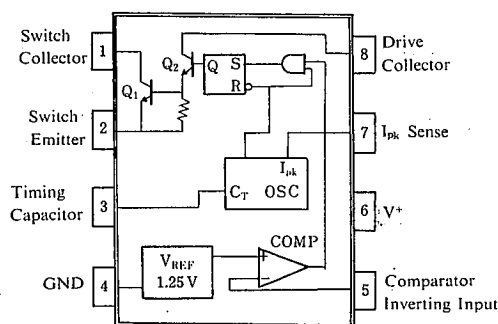 Switch
Collector
1
Q₁
Q₂
Q S
R
8
Drive
Collector
Switch
Emitter
2
7
Iₚₖ Sense
Iₚₖ
Cₜ OSC
Timing
Capacitor
3
6
V⁺
COMP
+
−
GND
4
V_REF
1.25 V
5
Comparator
Inverting Input